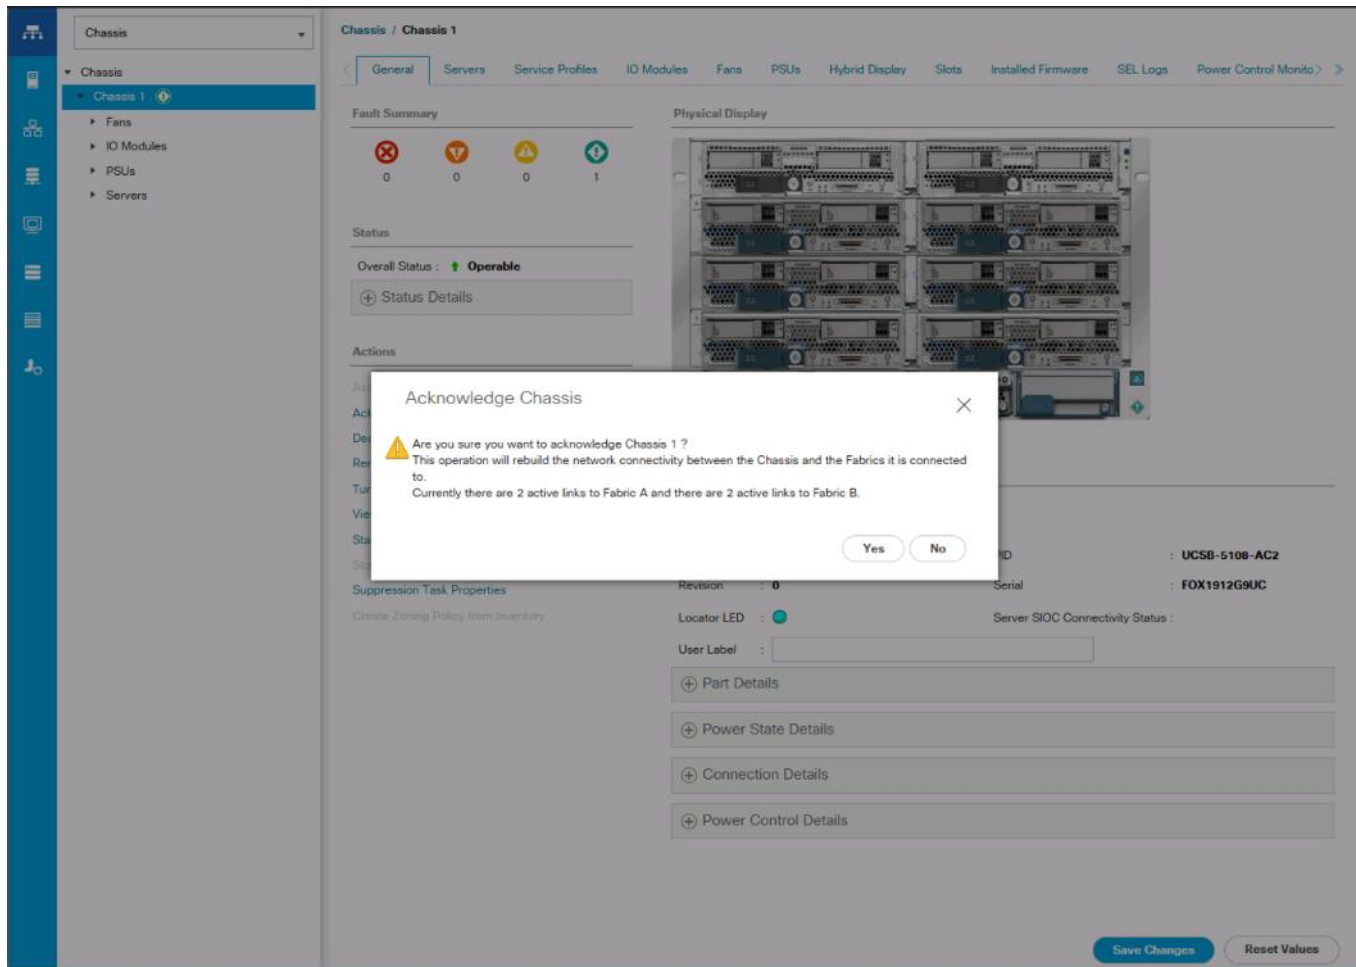 Chassis
Chassis / Chassis 1
Chassis
Chassis 1
Fans
IO Modules
PSUs
Servers
General Servers Service Profiles IO Modules Fans PSUs Hybrid Display Slots Installed Firmware SEL Logs Power Control Monito
Fault Summary
0 0 0 1
Status
Overall Status : Operable
Status Details
Actions
Physical Display
Acknowledge Chassis
Are you sure you want to acknowledge Chassis 1 ?
This operation will rebuild the network connectivity between the Chassis and the Fabrics it is connected
to.
Currently there are 2 active links to Fabric A and there are 2 active links to Fabric B.
Yes No
Suppression Task Properties
Create Zoning Policy from Inventory
: UCSB-5108-AC2
Revision : 0 Serial : FOX1912G9UC
Locator LED : Server SIOC Connectivity Status :
User Label :
Part Details
Power State Details
Connection Details
Power Control Details
Save Changes Reset Values